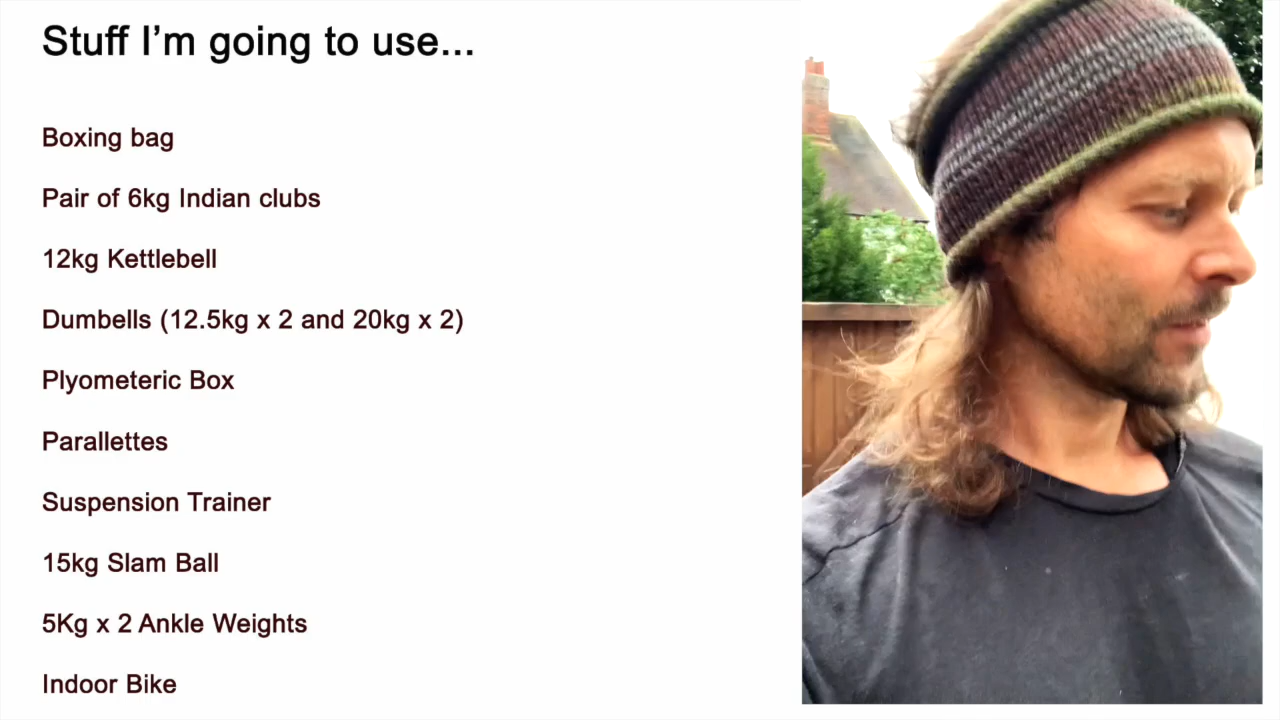 Stuff I’m going to use...
Boxing bag
Pair of 6kg Indian clubs
12kg Kettlebell
Dumbells (12.5kg x 2 and 20kg x 2)
Plyometeric Box
Parallettes
Suspension Trainer
15kg Slam Ball
5Kg x 2 Ankle Weights
Indoor Bike